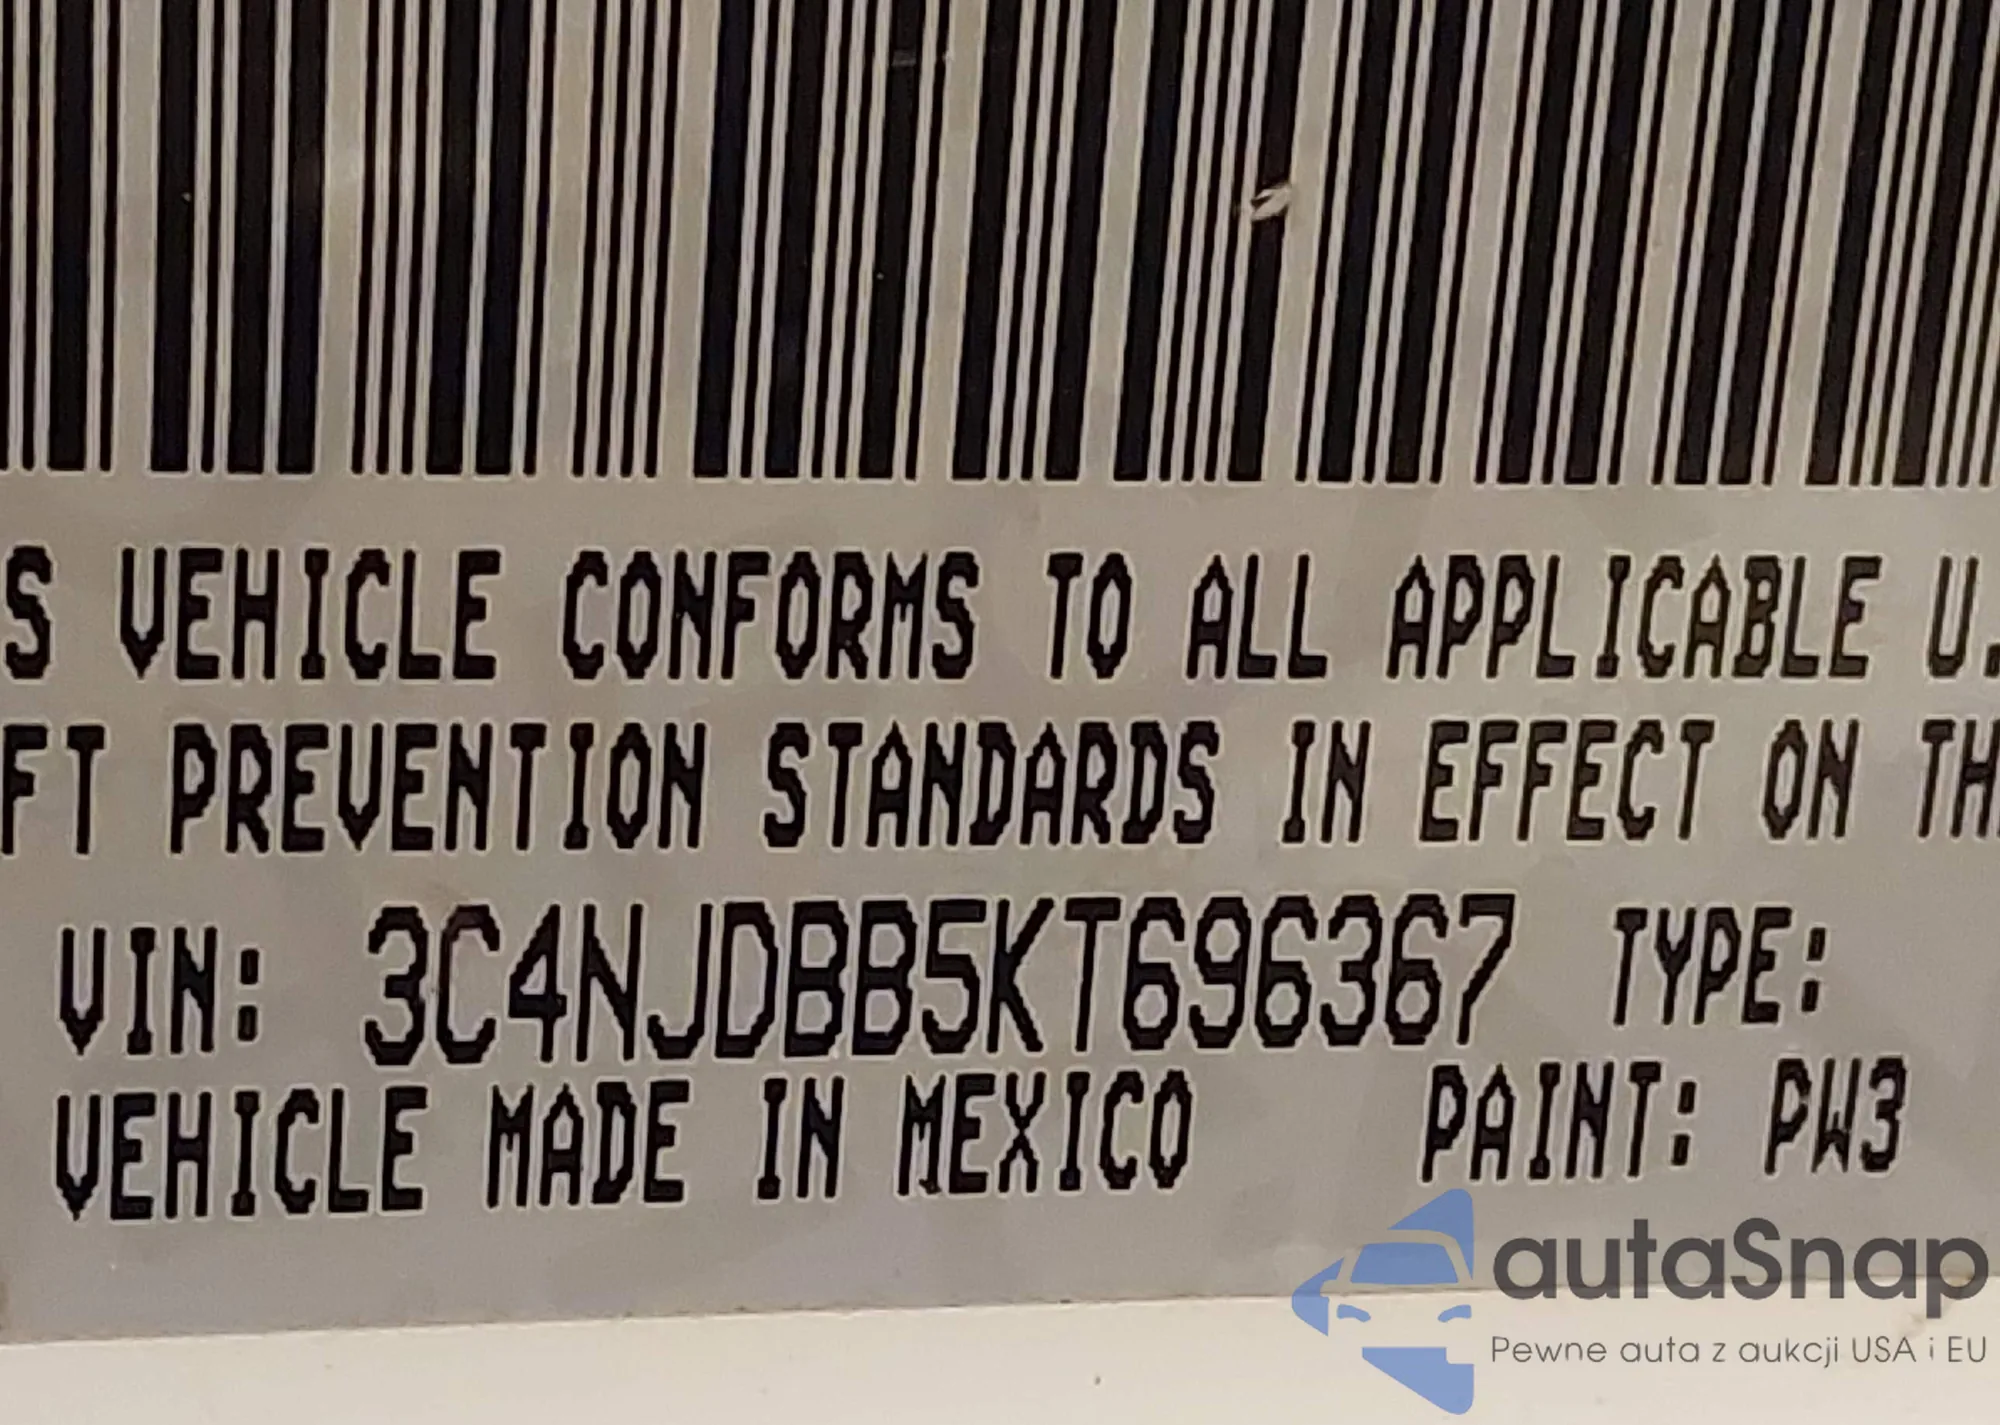 S VEHICLE CONFORMS TO ALL APPLICABLE U.
FT PREVENTION STANDARDS IN EFFECT ON TH
VIN: 3C4NJDBB5KT696367 TYPE:
VEHICLE MADE IN MEXICO PAINT: PW3
autaSnap
Pewne auta z aukcji USA i EU